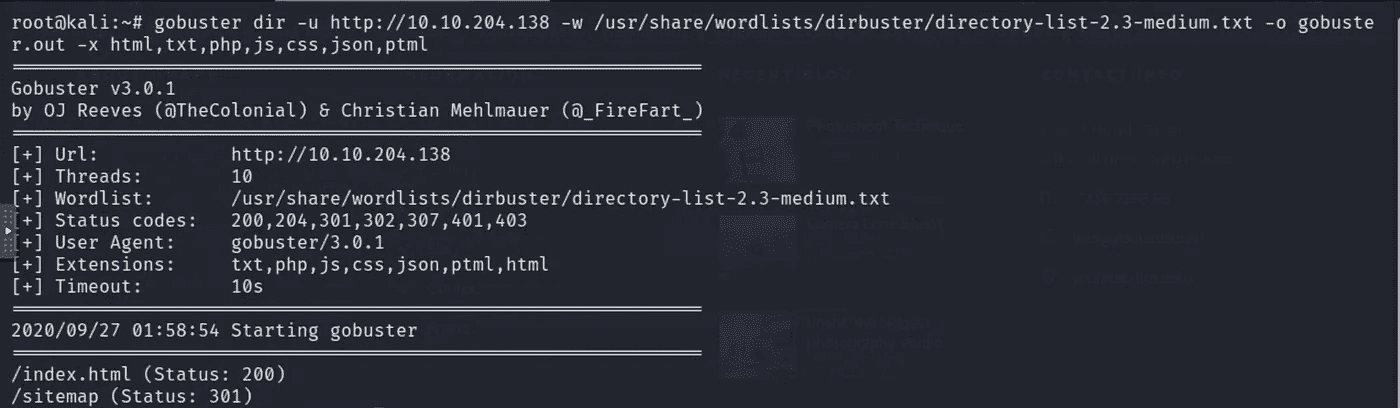 root@kali:~# gobuster dir -u http://10.10.204.138 -w /usr/share/wordlists/dirbuster/directory-list-2.3-medium.txt -o gobuste
r.out -x html,txt,php,js,css,json,ptml
Gobuster v3.0.1
by OJ Reeves (@TheColonial) & Christian Mehlmauer (@_FireFart_)
[+] Url: http://10.10.204.138
[+] Threads: 10
[+] Wordlist: /usr/share/wordlists/dirbuster/directory-list-2.3-medium.txt
[+] Status codes: 200,204,301,302,307,401,403
[+] User Agent: gobuster/3.0.1
[+] Extensions: txt,php,js,css,json,ptml,html
[+] Timeout: 10s
2020/09/27 01:58:54 Starting gobuster
/index.html (Status: 200)
/sitemap (Status: 301)